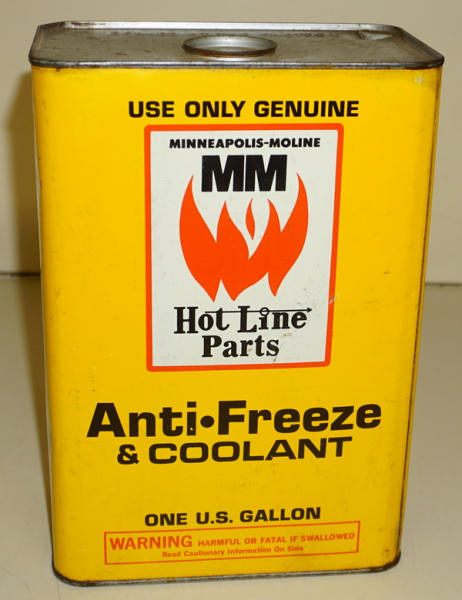 USE ONLY GENUINE
MINNEAPOLIS-MOLINE
MM
Hot Line
Parts
Anti•Freeze
& COOLANT
ONE U.S. GALLON
WARNING HARMFUL OR FATAL IF SWALLOWED
Read Cautionary Information On Side